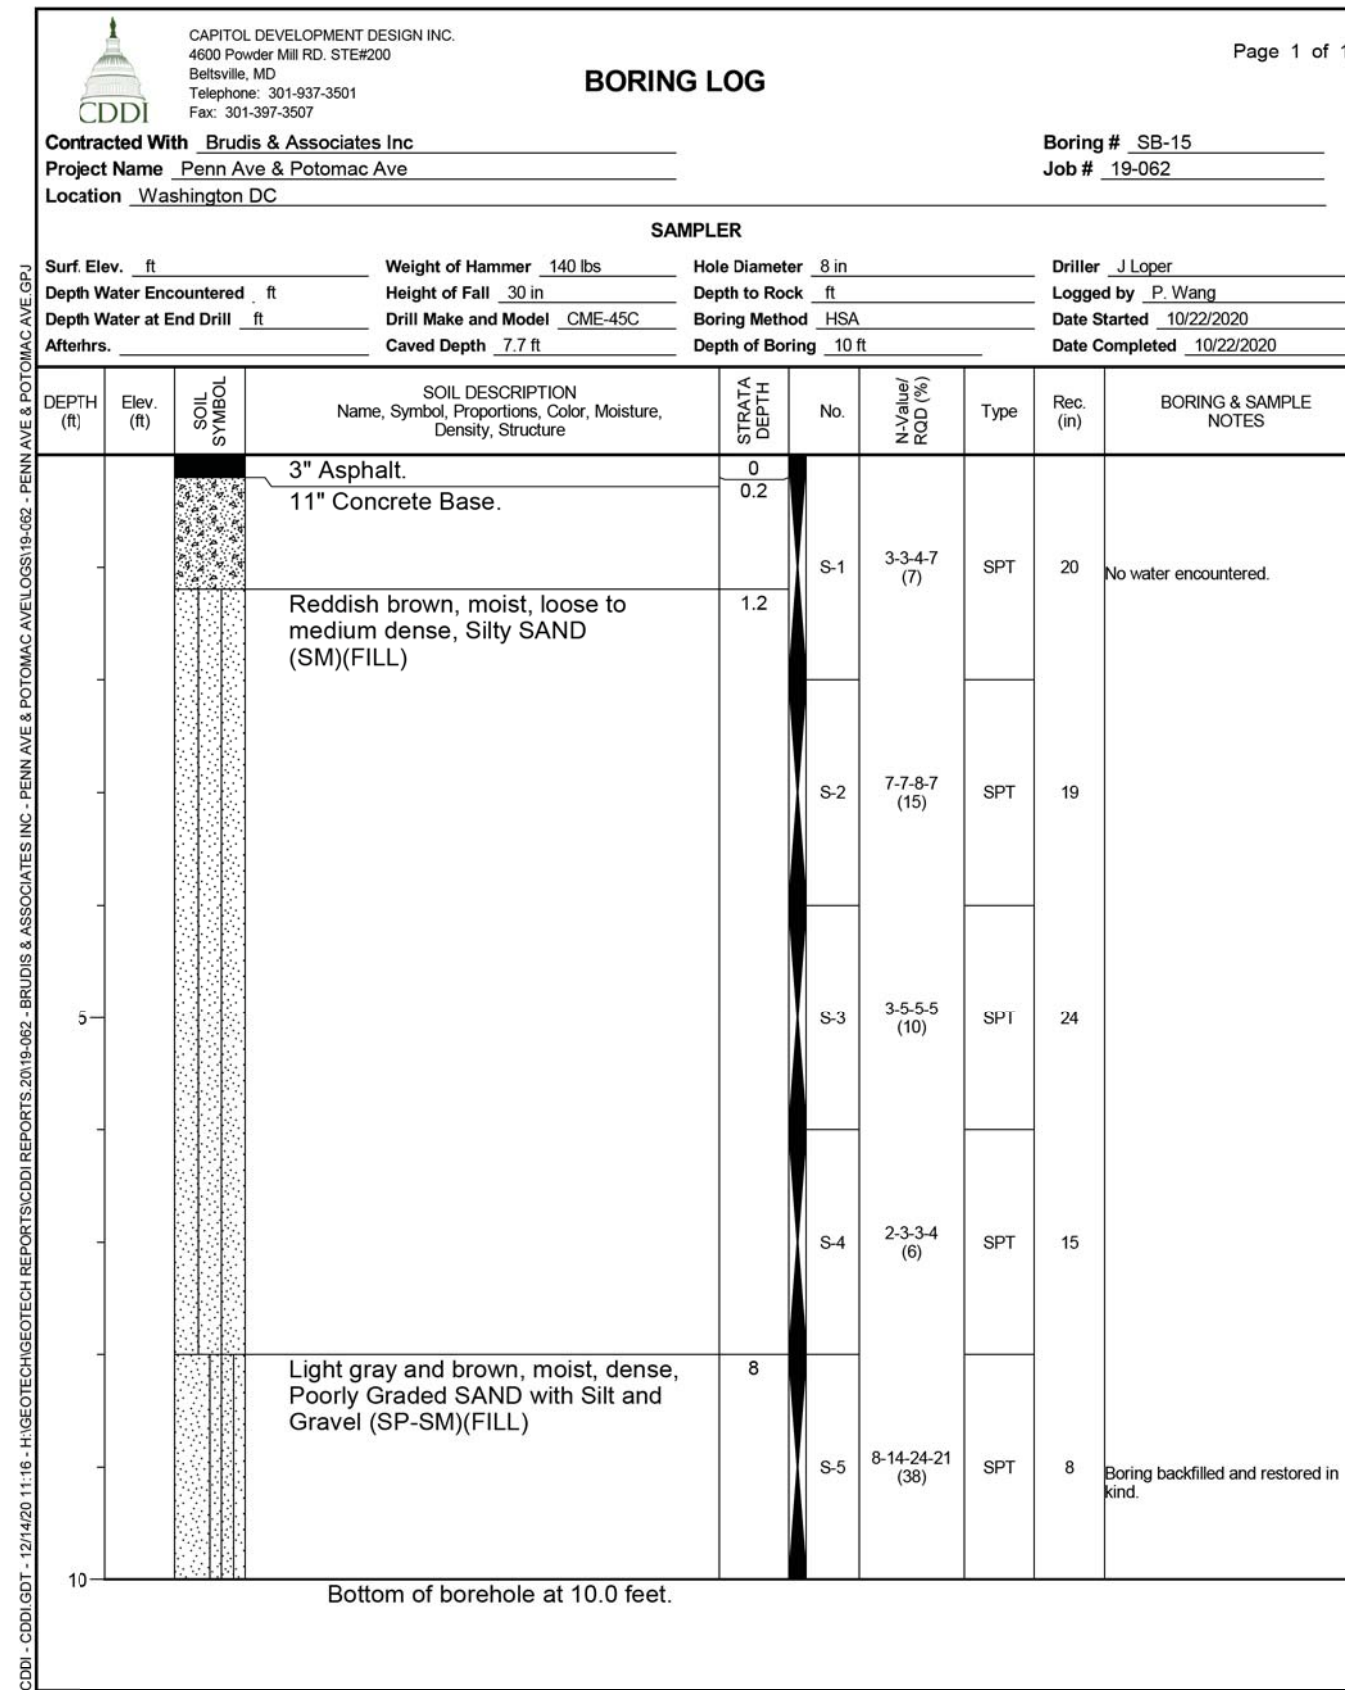 CAPITOL DEVELOPMENT DESIGN INC.
4600 Powder Mill RD. STE#200
Beltsville, MD
Telephone: 301-937-3501
Fax: 301-397-3507
CDDI
BORING LOG
Page 1 of 1
Contracted With Brudis & Associates Inc
Boring # SB-15
Project Name Penn Ave & Potomac Ave
Job # 19-062
Location Washington DC
SAMPLER
Surf. Elev. ft Weight of Hammer 140 lbs Hole Diameter 8 in Driller J Loper
Depth Water Encountered ft Height of Fall 30 in Depth to Rock ft Logged by P. Wang
Depth Water at End Drill ft Drill Make and Model CME-45C Boring Method HSA Date Started 10/22/2020
Afterhrs. Caved Depth 7.7 ft Depth of Boring 10 ft Date Completed 10/22/2020
DEPTH
(ft)
Elev.
(ft)
SOIL
SYMBOL
SOIL DESCRIPTION
Name, Symbol, Proportions, Color, Moisture,
Density, Structure
STRATA
DEPTH
No.
N-Value/
RQD (%)
Type
Rec.
(in)
BORING & SAMPLE
NOTES
3" Asphalt. 0
11" Concrete Base. 0.2
S-1 3-3-4-7
(7) SPT 20 No water encountered.
Reddish brown, moist, loose to 1.2
medium dense, Silty SAND
(SM)(FILL)
S-2 7-7-8-7
(15) SPT 19
5 S-3 3-5-5-5
(10) SPT 24
S-4 2-3-3-4
(6) SPT 15
Light gray and brown, moist, dense, 8
Poorly Graded SAND with Silt and
Gravel (SP-SM)(FILL)
S-5 8-14-24-21
(38) SPT 8 Boring backfilled and restored in
kind.
10
Bottom of borehole at 10.0 feet.
CDDI - CDDI.GDT - 12/14/20 11:16 - H:\GEOTECH\GEOTECH REPORTS\CDDI REPORTS.20\19-062 - BRUDIS & ASSOCIATES INC - PENN AVE & POTOMAC AVE\LOGS\19-062 - PENN AVE & POTOMAC AVE.GPJ